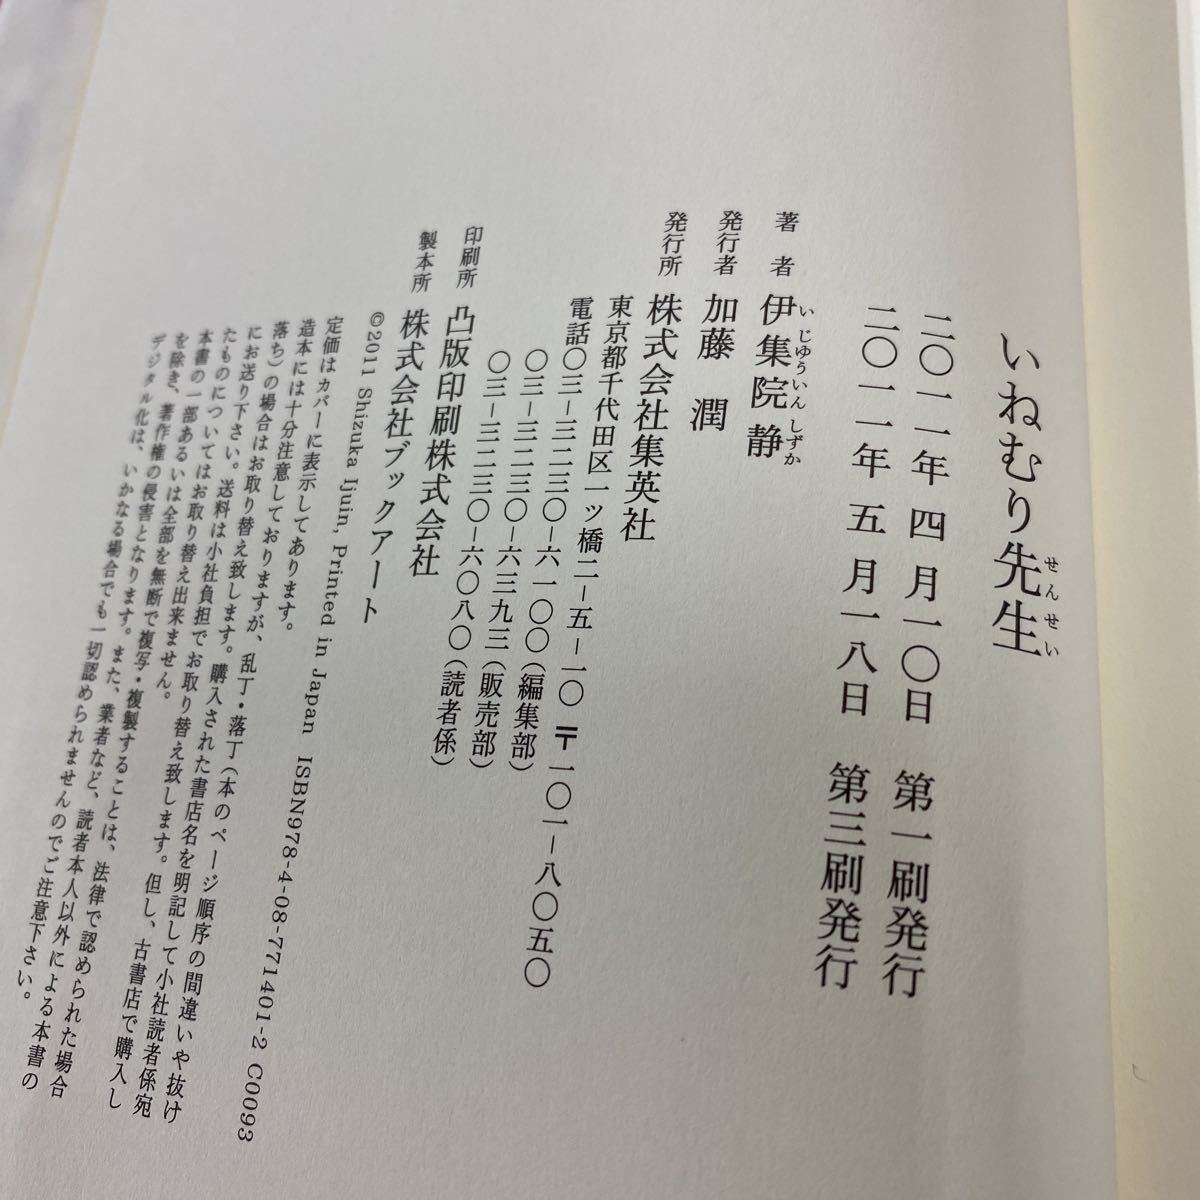 いねむり先生
せんせい
二〇一一年 四 月一〇日 第一刷発行
二〇一一年 五 月一八日 第三刷発行
著 者 伊集院 静
い じゆういん しずか
発行者 加藤 潤
発行所 株式会社集英社
東京都千代田区一ツ橋二−五−一〇 〒一〇一−八〇五〇
電話〇三−三二三〇−六一〇〇(編集部)
〇三−三二三〇−六三九三(販売部)
〇三−三二三〇−六〇八〇(読者係)
印刷所 凸版印刷株式会社
製本所 株式会社ブックアート
©2011 Shizuka Ijuin, Printed in Japan ISBN978-4-08-771401-2 C0093
定価はカバーに表示してあります。
造本には十分注意しておりますが、乱丁・落丁(本のページ順序の間違いや抜け
落ち)の場合はお取り替え致します。購入された書店名を明記して小社読者係宛
にお送り下さい。送料は小社負担でお取り替え致します。但し、古書店で購入し
たものについてはお取り替え出来ません。
本書の一部あるいは全部を無断で複写・複製することは、法律で認められた場合
を除き、著作権の侵害となります。また、業者など、読者本人以外による本書の
デジタル化は、いかなる場合でも一切認められませんのでご注意下さい。